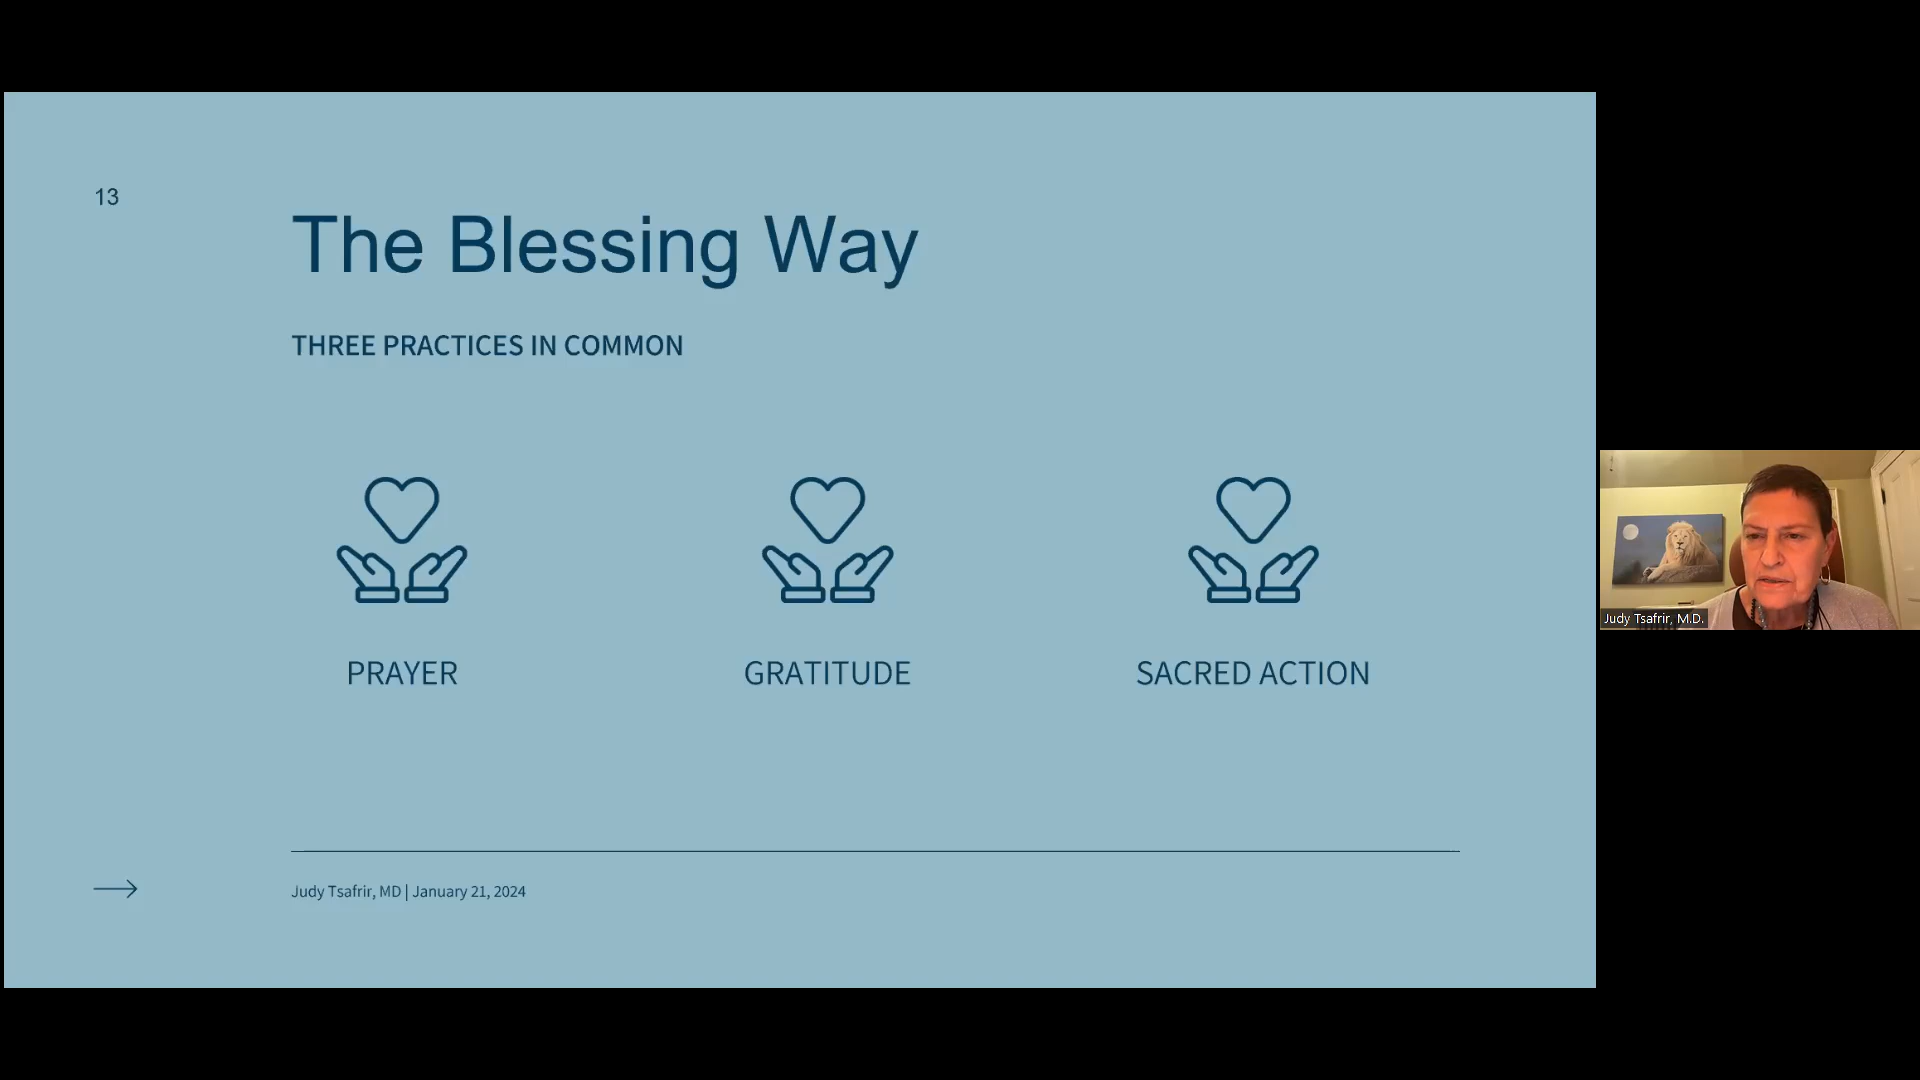 13
The Blessing Way
THREE PRACTICES IN COMMON
PRAYER
GRATITUDE
SACRED ACTION
Judy Tsafrir, MD | January 21, 2024
Judy Tsafrir, M.D.